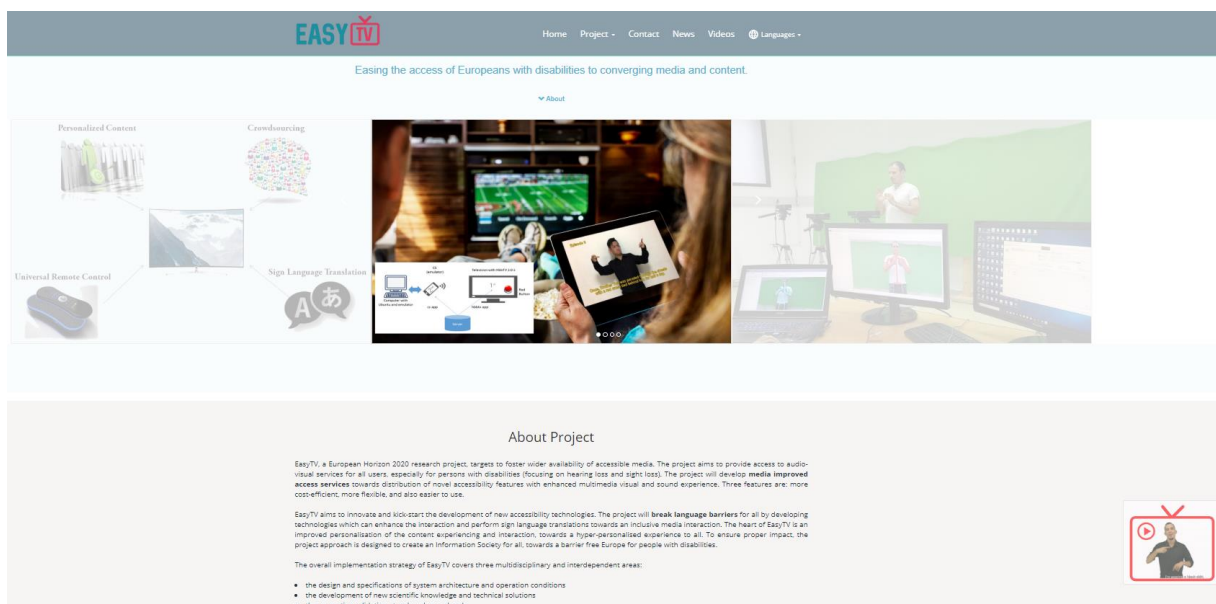 EASY TV
Home Project Contact News Videos Languages
Easing the access of Europeans with disabilities to converging media and content.
About
Personalized Content
Crowdsourcing
Universal Remote Control
Sign Language Translation
A あ
About Project
EasyTV, a European Horizon 2020 research project, targets to foster wider availability of accessible media. The project aims to provide access to audio-
visual services for all users, especially for persons with disabilities (focusing on hearing loss and sight loss). The project will develop media improved
access services towards distribution of novel accessibility features with enhanced multimedia visual and sound experience. Three features are: more
cost-efficient, more flexible, and also easier to use.
EasyTV aims to innovate and kick-start the development of new accessibility technologies. The project will break language barriers for all by developing
technologies which can enhance the interaction and perform sign language translations towards an inclusive media interaction. The heart of EasyTV is an
improved personalisation of the content experiencing and interaction, towards a hyper-personalised experience to all. To ensure proper impact, the
project approach is designed to create an Information Society for all, towards a barrier free Europe for people with disabilities.
The overall implementation strategy of EasyTV covers three multidisciplinary and interdependent areas:
• the design and specifications of system architecture and operation conditions
• the development of new scientific knowledge and technical solutions